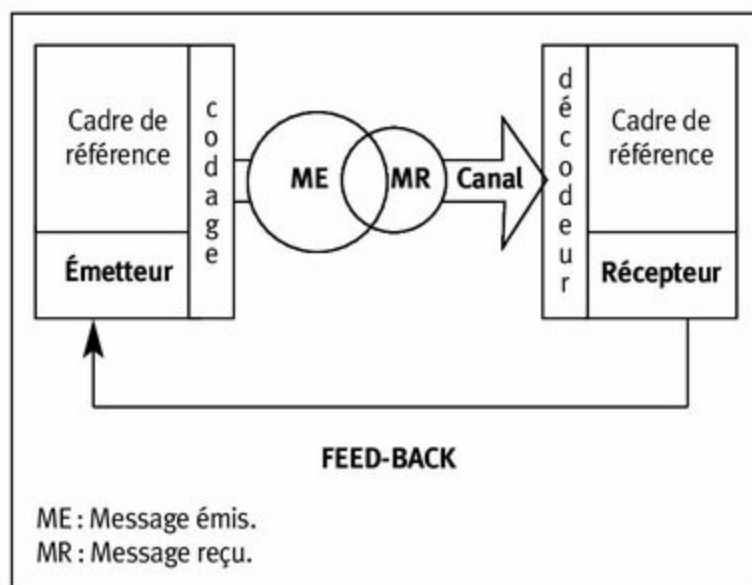 Cadre de
référence
Émetteur
codage
ME
MR
Canal
décodeur
Cadre de
référence
Récepteur
FEED-BACK
ME : Message émis.
MR : Message reçu.